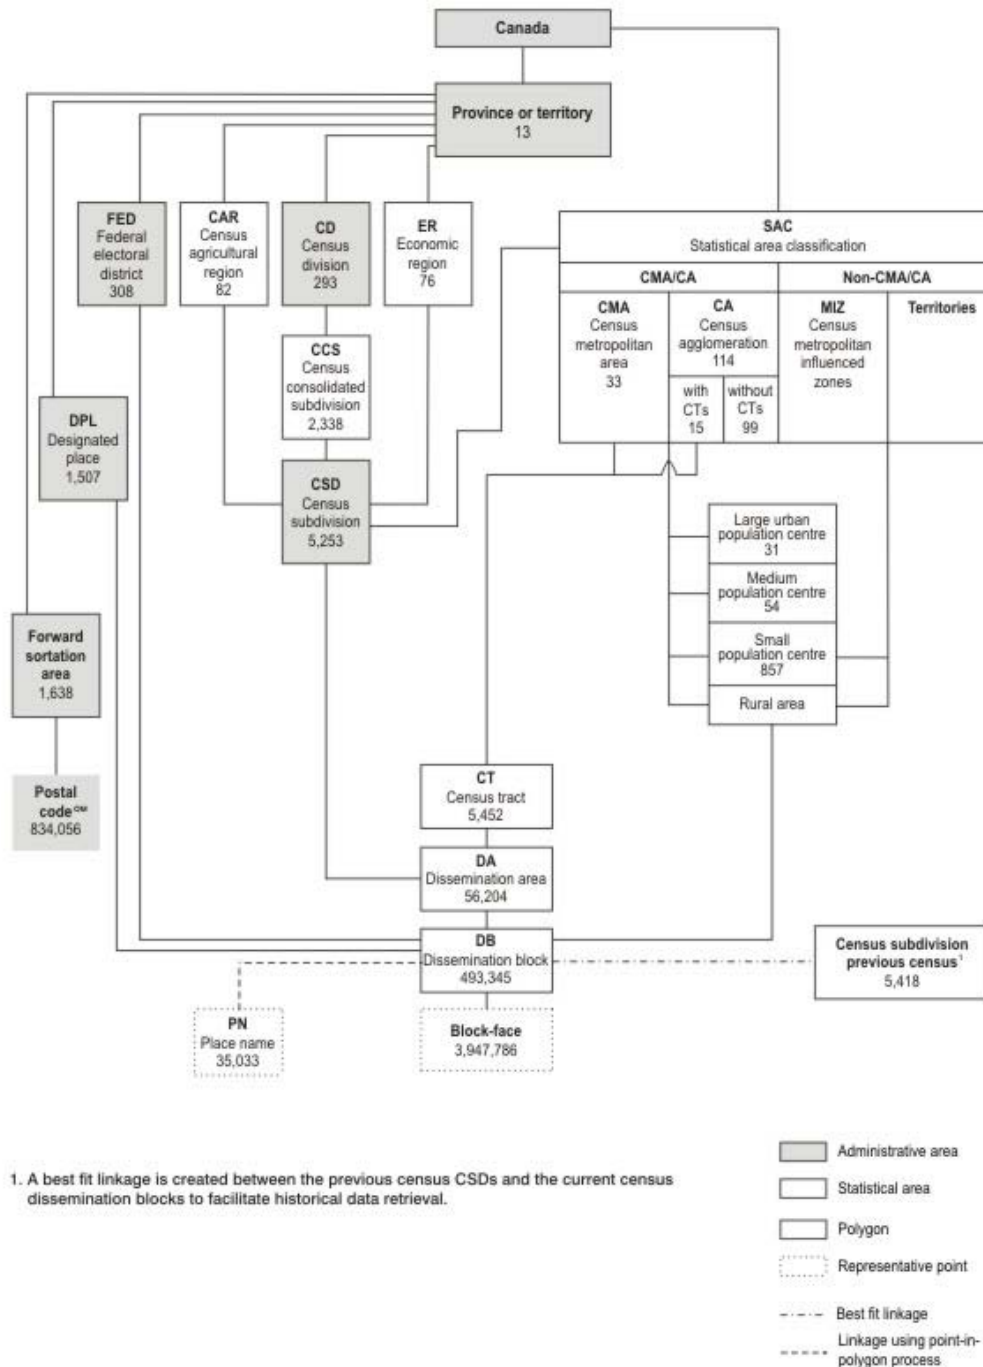 Canada
Province or territory
13
FED
Federal
electoral
district
308
CAR
Census
agricultural
region
82
CD
Census
division
293
ER
Economic
region
76
SAC
Statistical area classification
CMA/CA
Non-CMA/CA
CMA
Census
metropolitan
area
33
CA
Census
agglomeration
114
with
CTs
15
without
CTs
99
MIZ
Census
metropolitan
influenced
zones
Territories
CCS
Census
consolidated
subdivision
2,338
DPL
Designated
place
1,507
CSD
Census
subdivision
5,253
Large urban
population centre
31
Medium
population centre
54
Small
population centre
857
Rural area
Forward
sortation
area
1,638
Postal
code ᴼᴹ
834,056
CT
Census tract
5,452
DA
Dissemination area
56,204
DB
Dissemination block
493,345
Census subdivision
previous census¹
5,418
PN
Place name
35,033
Block-face
3,947,786
1. A best fit linkage is created between the previous census CSDs and the current census
dissemination blocks to facilitate historical data retrieval.
Administrative area
Statistical area
Polygon
Representative point
Best fit linkage
Linkage using point-in-
polygon process